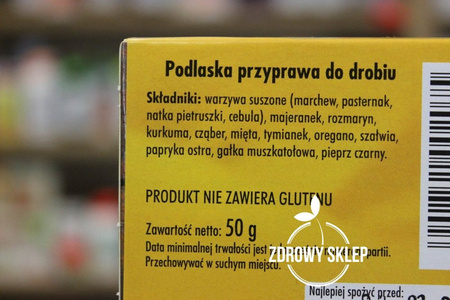 Podlaska przyprawa do drobiu
Składniki: warzywa suszone (marchew, pasternak,
natka pietruszki, cebula), majeranek, rozmaryn,
kurkuma, cząber, mięta, tymianek, oregano, szałwia,
papryka ostra, gałka muszkatołowa, pieprz czarny.
PRODUKT NIE ZAWIERA GLUTENU
Zawartość netto: 50 g
Data minimalnej trwałości jest partii.
ZDROWY SKLEP
Przechowywać w suchym miejscu.
Najlepiej spożyć przed: